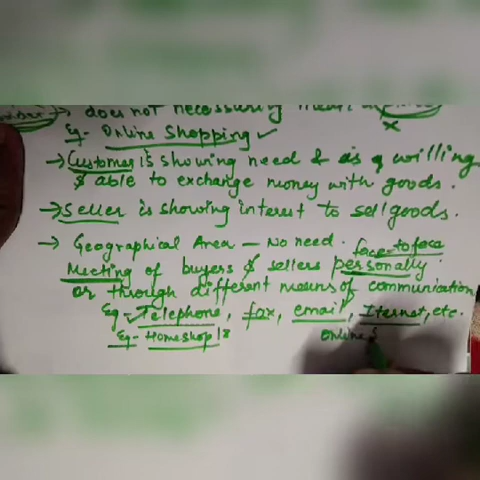 → does not necessarily mean a
X
Eg- Online Shopping ✓
→ Customer is showing need & is willing
& able to exchange money with goods.
→ Seller is showing interest to sell goods.
→ Geographical Area – No need. face-to face
Meeting of buyers & sellers personally.
or through different means of communication
Eg- Telephone, fax, email, Iternet, etc.
Eg- Homeshop 18
online S